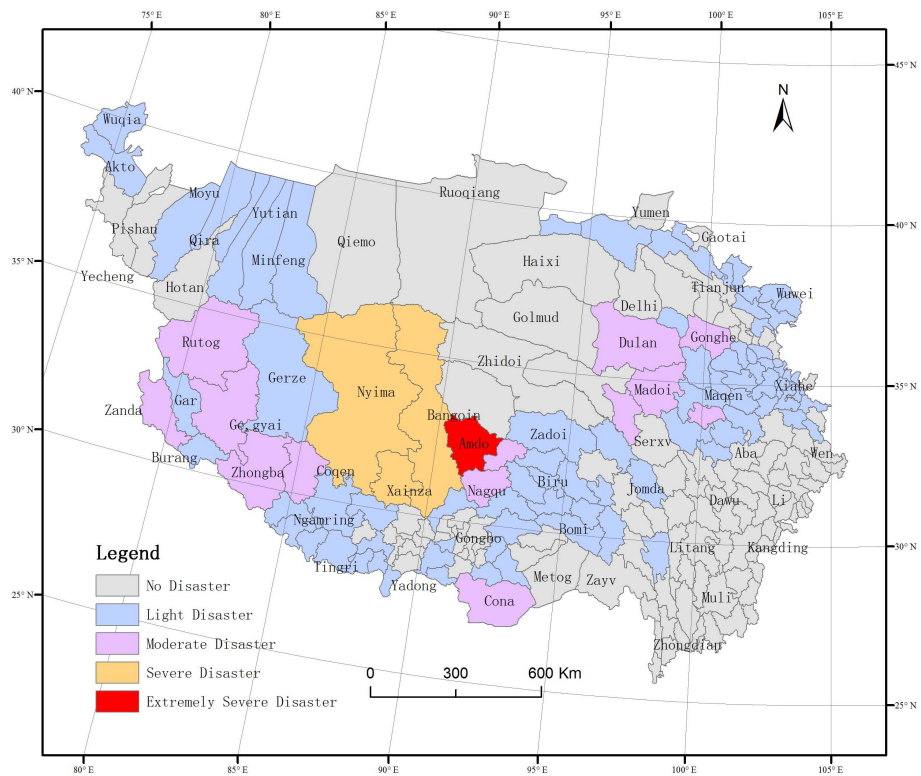 75° E
80° E
85° E
90° E
95° E
100° E
105° E
45° N
40° N
N
Wuqia
Akto
Ruoqiang
Moyu
Yumen
Yutian
40° N
Pishan
Qira
Qiemo
Gaotai
35° N
Minfeng
Haixi
Yecheng
Tianjun
Hotan
Wuwei
Delhi
Golmud
Rutog
Dulan
Gonghe
Zhidoi
35° N
Gerze
Nyima
Madoi
Maqen
Xiahe
Gar
Zanda
Bangoin
30° N
Ge,gyai
Amdo
Zadoi
Serxv
Burang
Aba
Wen
Zhongba
Coqen
Xainza
Nagqu
Biru
Jomda
Dawu
Li
Ngamring
Bomi
Gongbo
Litang
Kangding
30° N
Legend
Tingri
Yadong
Metog
Zayv
25° N
No Disaster
Cona
Muli
Light Disaster
Moderate Disaster
Zhongdian
Severe Disaster
0 300 600 Km
Extremely Severe Disaster
25° N
80° E
85° E
90° E
95° E
100° E
105° E